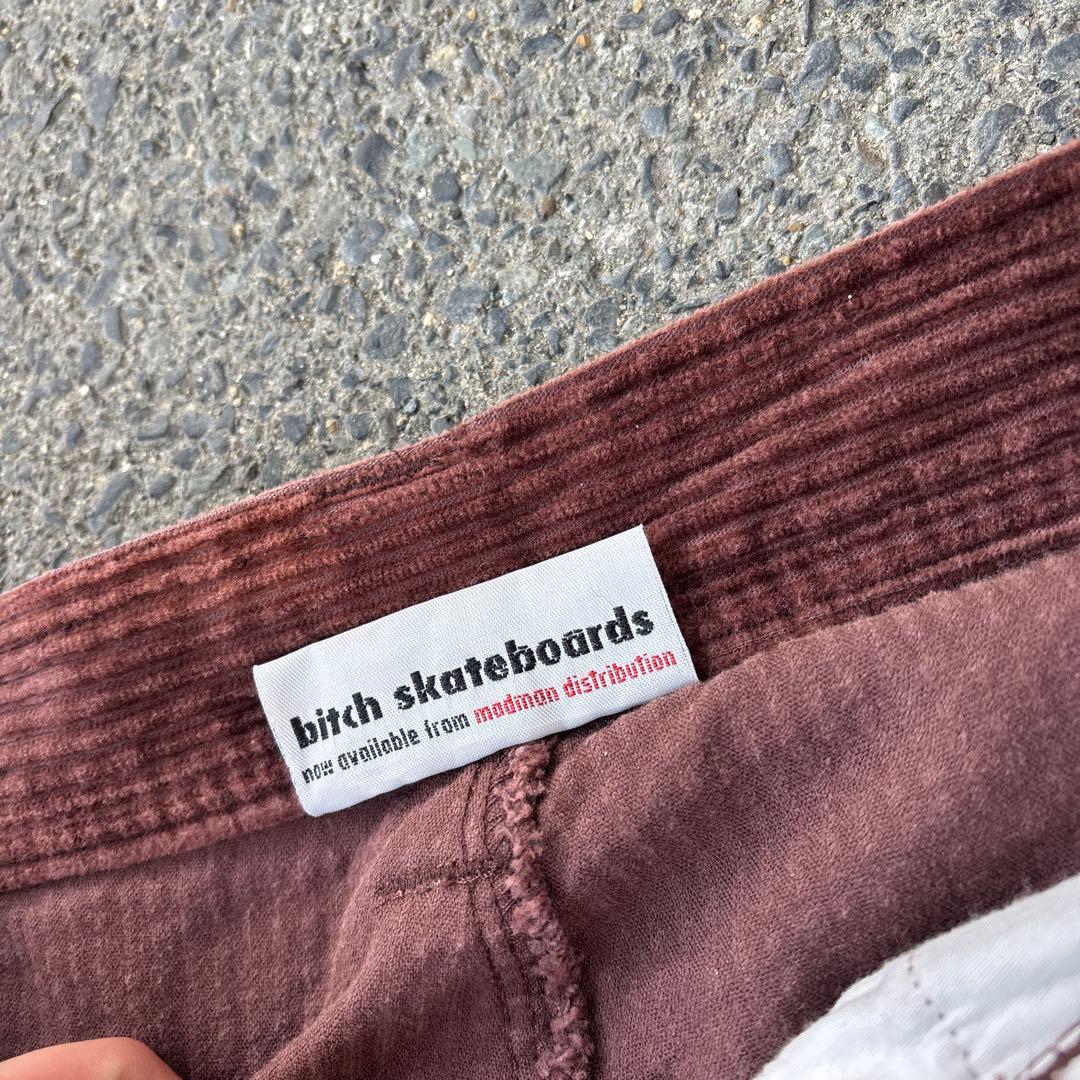 bitch skateboards
now available from madman distribution